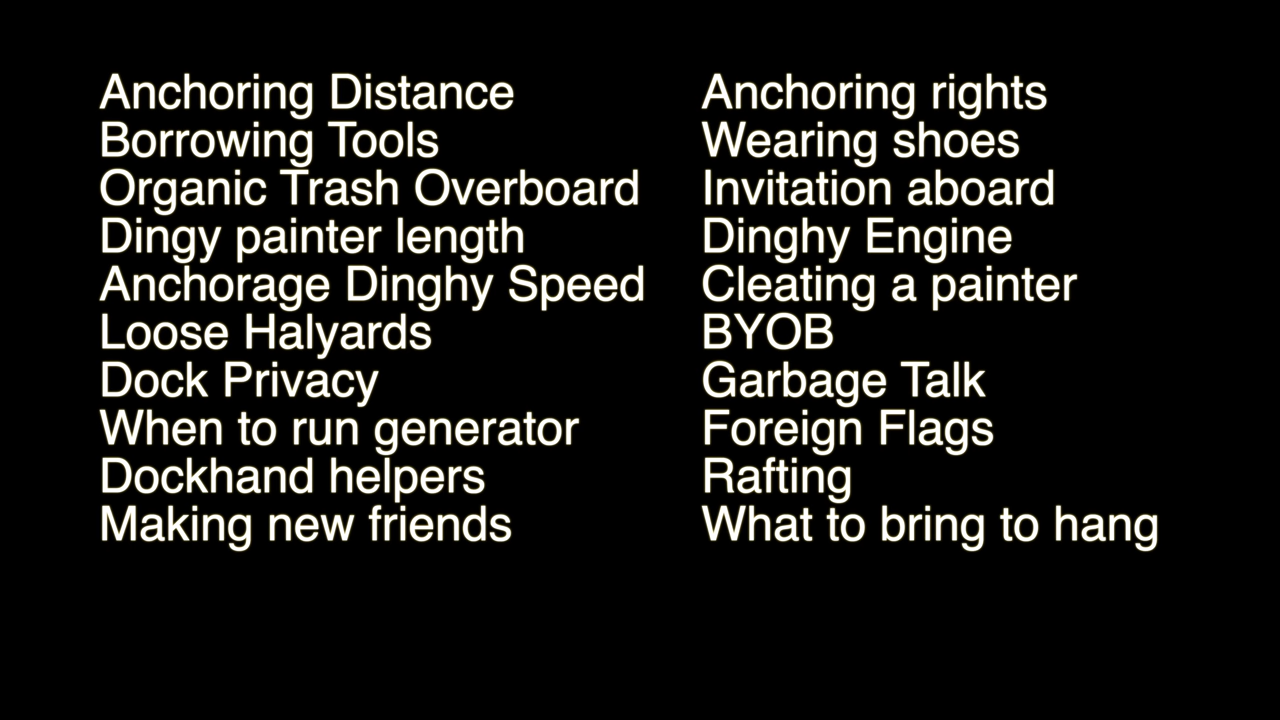 Anchoring Distance
Borrowing Tools
Organic Trash Overboard
Dingy painter length
Anchorage Dinghy Speed
Loose Halyards
Dock Privacy
When to run generator
Dockhand helpers
Making new friends
Anchoring rights
Wearing shoes
Invitation aboard
Dinghy Engine
Cleating a painter
BYOB
Garbage Talk
Foreign Flags
Rafting
What to bring to hang